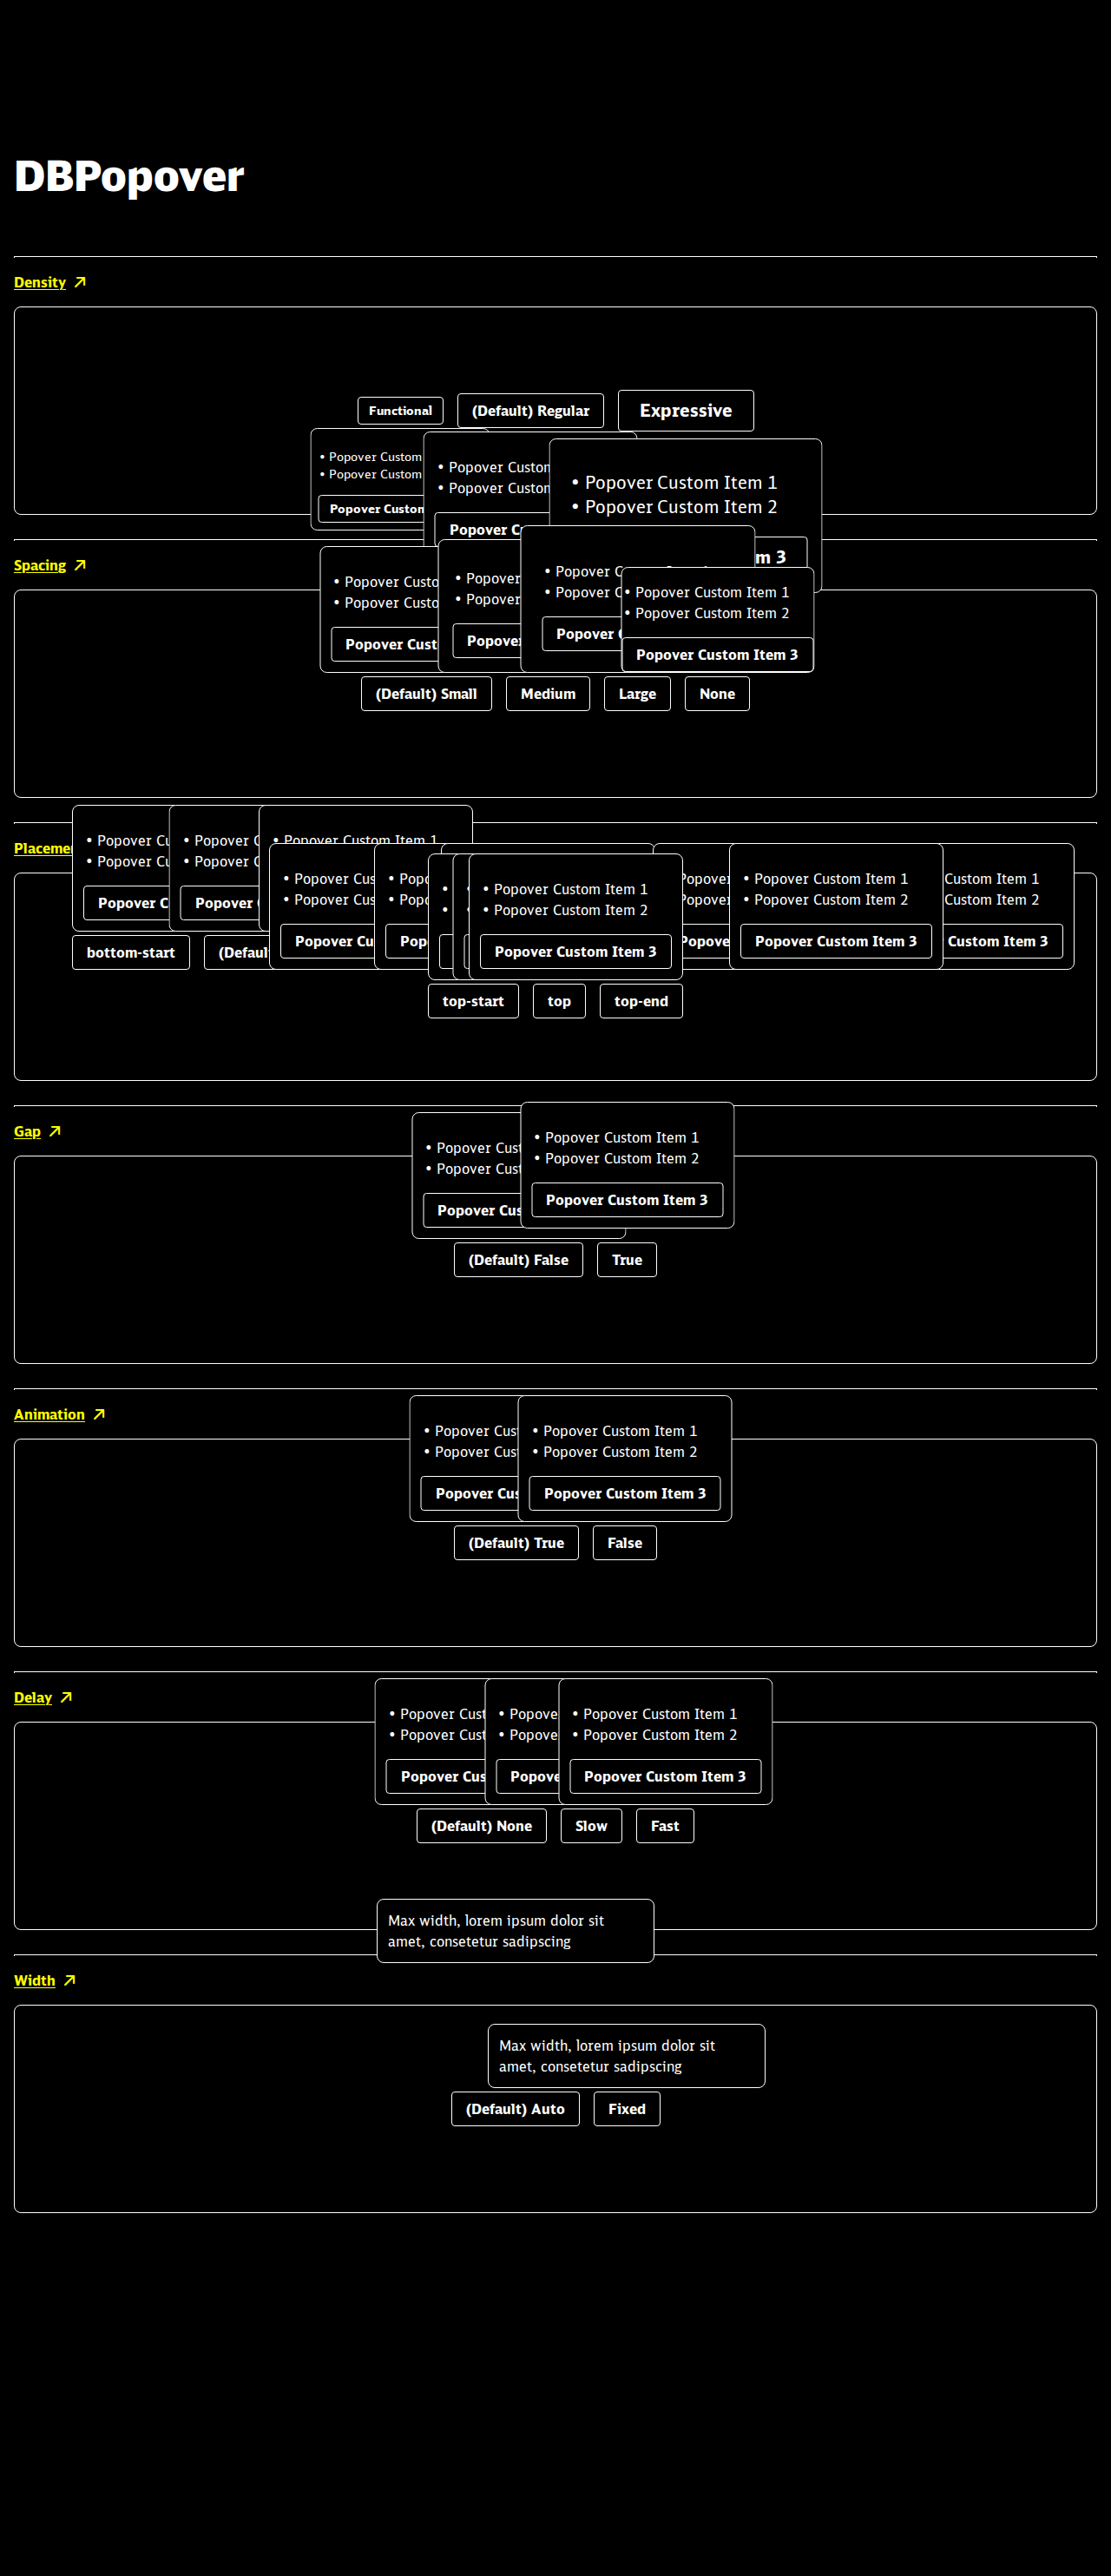 DBPopover
Density
Functional
(Default) Regular
Expressive
• Popover Custom
• Popover Custom
Popover Custom
• Popover Custom
• Popover Custom
Popover
• Popover Custom Item 1
• Popover Custom Item 2
m 3
Spacing
• Popover Custo
• Popover Custo
Popover Cust
• Popover
• Popover
Popover
• Popover
• Popover
Popover
• Popover Custom Item 1
• Popover Custom Item 2
Popover Custom Item 3
(Default) Small
Medium
Large
None
Placemen
• Popover Cu
• Popover Cu
Popover C
• Popover C
• Popover C
Popover
• Popover Custom Item 1
• Popover Cus
• Popover Cus
Popover Cu
• Popo
• Popo
Pop
• Popover Custom Item 1
• Popover Custom Item 2
Popover Custom Item 3
Popover
Popover
Popove
• Popover Custom Item 1
• Popover Custom Item 2
Popover Custom Item 3
Custom Item 1
Custom Item 2
Custom Item 3
bottom-start
(Defaul
top-start
top
top-end
Gap
• Popover Cust
• Popover Cust
Popover Cus
• Popover Custom Item 1
• Popover Custom Item 2
Popover Custom Item 3
(Default) False
True
Animation
• Popover Cus
• Popover Cus
Popover Cus
• Popover Custom Item 1
• Popover Custom Item 2
Popover Custom Item 3
(Default) True
False
Delay
• Popover Cust
• Popover Cust
Popover Cus
• Popove
• Popove
Popove
• Popover Custom Item 1
• Popover Custom Item 2
Popover Custom Item 3
(Default) None
Slow
Fast
Max width, lorem ipsum dolor sit
amet, consetetur sadipscing
Width
Max width, lorem ipsum dolor sit
amet, consetetur sadipscing
(Default) Auto
Fixed